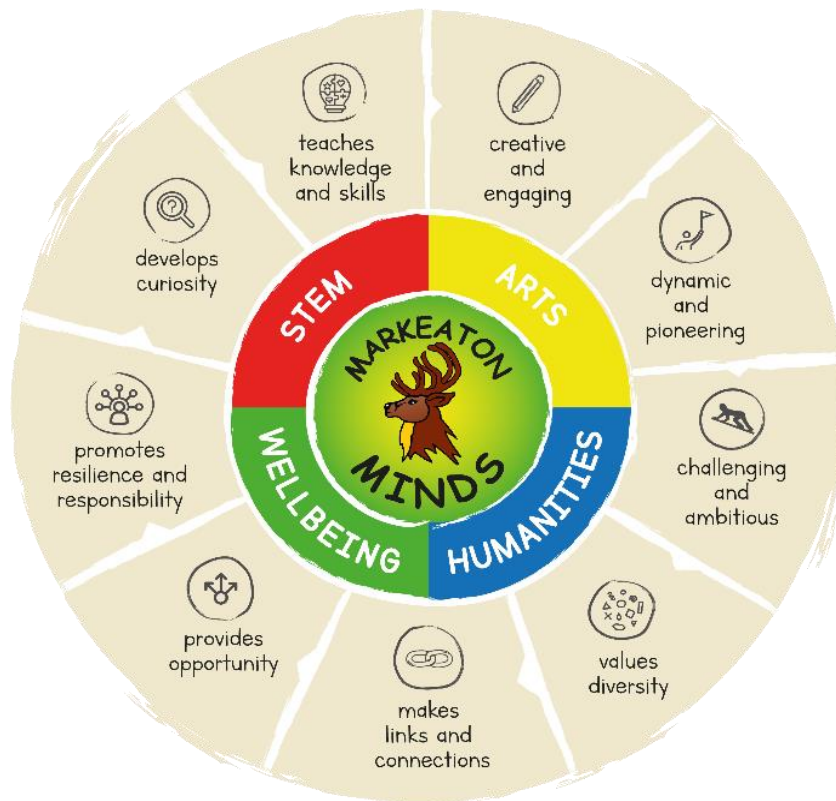 teaches
knowledge
and skills
creative
and
engaging
develops
curiosity
dynamic
and
pioneering
STEM
ARTS
MARKEATON
MINDS
WELLBEING
HUMANITIES
promotes
resilience and
responsibility
challenging
and
ambitious
provides
opportunity
values
diversity
makes
links and
connections
?